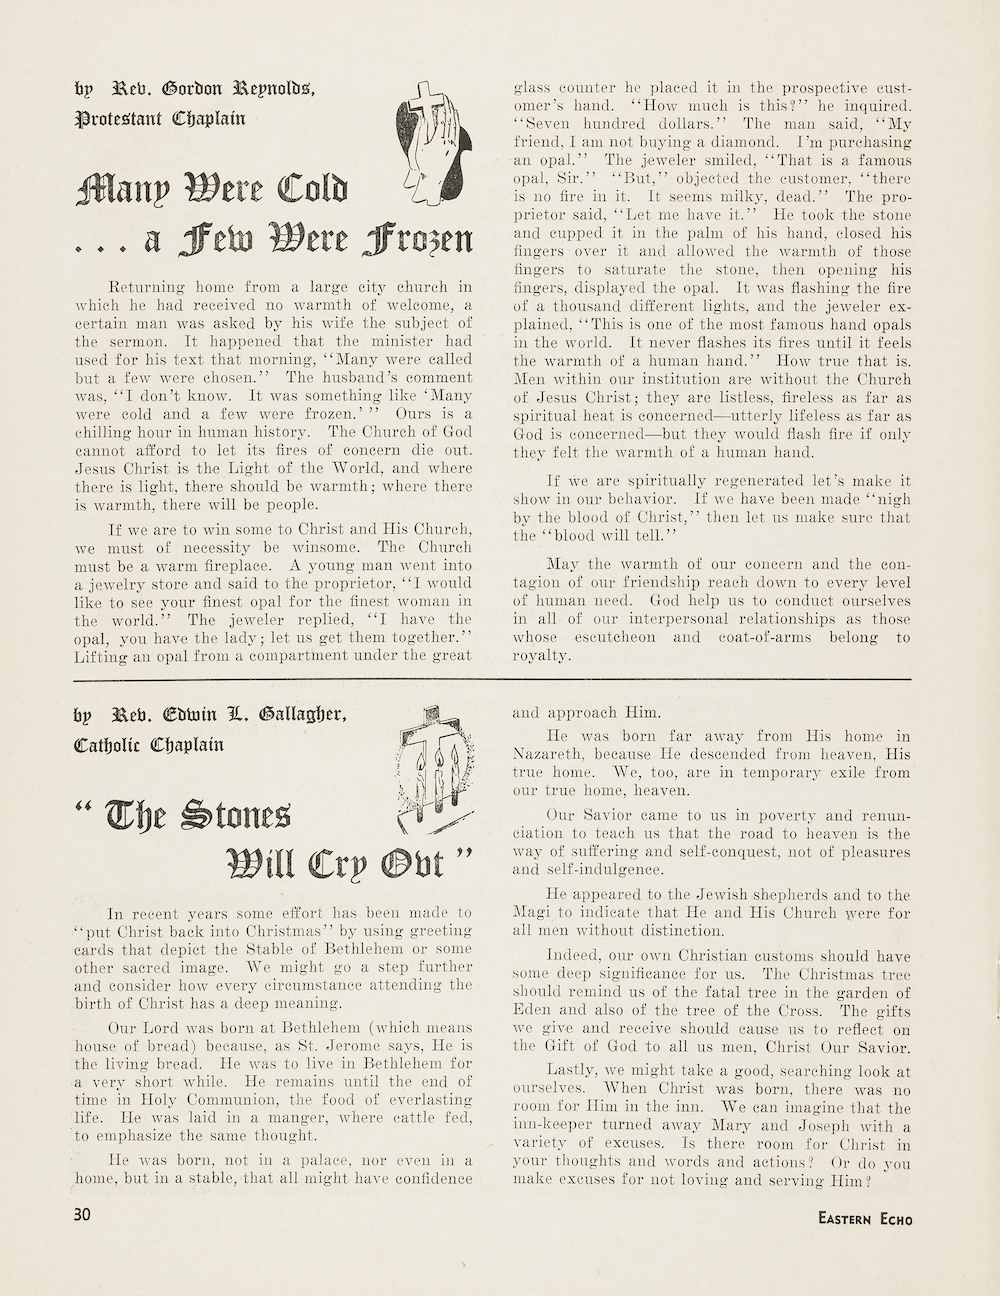 by Rev. Gordon Reynolds,
Protestant Chaplain
Many Were Cold
. . . a Few Were Frozen
Returning home from a large city church in
which he had received no warmth of welcome, a
certain man was asked by his wife the subject of
the sermon. It happened that the minister had
used for his text that morning, "Many were called
but a few were chosen." The husband's comment
was, "I don't know. It was something like 'Many
were cold and a few were frozen.' " Ours is a
chilling hour in human history. The Church of God
cannot afford to let its fires of concern die out.
Jesus Christ is the Light of the World, and where
there is light, there should be warmth; where there
is warmth, there will be people.
If we are to win some to Christ and His Church,
we must of necessity be winsome. The Church
must be a warm fireplace. A young man went into
a jewelry store and said to the proprietor, "I would
like to see your finest opal for the finest woman in
the world." The jeweler replied, "I have the
opal, you have the lady; let us get them together."
Lifting an opal from a compartment under the great
glass counter he placed it in the prospective cust-
omer's hand. "How much is this?" he inquired.
"Seven hundred dollars." The man said, "My
friend, I am not buying a diamond. I'm purchasing
an opal." The jeweler smiled, "That is a famous
opal, Sir." "But," objected the customer, "there
is no fire in it. It seems milky, dead." The pro-
prietor said, "Let me have it." He took the stone
and cupped it in the palm of his hand, closed his
fingers over it and allowed the warmth of those
fingers to saturate the stone, then opening his
fingers, displayed the opal. It was flashing the fire
of a thousand different lights, and the jeweler ex-
plained, "This is one of the most famous hand opals
in the world. It never flashes its fires until it feels
the warmth of a human hand." How true that is.
Men within our institution are without the Church
of Jesus Christ; they are listless, fireless as far as
spiritual heat is concerned—utterly lifeless as far as
God is concerned—but they would flash fire if only
they felt the warmth of a human hand.
If we are spiritually regenerated let's make it
show in our behavior. If we have been made "nigh
by the blood of Christ," then let us make sure that
the "blood will tell."
May the warmth of our concern and the con-
tagion of our friendship reach down to every level
of human need. God help us to conduct ourselves
in all of our interpersonal relationships as those
whose escutcheon and coat-of-arms belong to
royalty.
by Rev. Edwin L. Gallagher,
Catholic Chaplain
" The Stones
Will Cry Out "
In recent years some effort has been made to
"put Christ back into Christmas" by using greeting
cards that depict the Stable of Bethlehem or some
other sacred image. We might go a step further
and consider how every circumstance attending the
birth of Christ has a deep meaning.
Our Lord was born at Bethlehem (which means
house of bread) because, as St. Jerome says, He is
the living bread. He was to live in Bethlehem for
a very short while. He remains until the end of
time in Holy Communion, the food of everlasting
life. He was laid in a manger, where cattle fed,
to emphasize the same thought.
He was born, not in a palace, nor even in a
home, but in a stable, that all might have confidence
and approach Him.
He was born far away from His home in
Nazareth, because He descended from heaven, His
true home. We, too, are in temporary exile from
our true home, heaven.
Our Savior came to us in poverty and renun-
ciation to teach us that the road to heaven is the
way of suffering and self-conquest, not of pleasures
and self-indulgence.
He appeared to the Jewish shepherds and to the
Magi to indicate that He and His Church were for
all men without distinction.
Indeed, our own Christian customs should have
some deep significance for us. The Christmas tree
should remind us of the fatal tree in the garden of
Eden and also of the tree of the Cross. The gifts
we give and receive should cause us to reflect on
the Gift of God to all us men, Christ Our Savior.
Lastly, we might take a good, searching look at
ourselves. When Christ was born, there was no
room for Him in the inn. We can imagine that the
inn-keeper turned away Mary and Joseph with a
variety of excuses. Is there room for Christ in
your thoughts and words and actions? Or do you
make excuses for not loving and serving Him?
30
EASTERN ECHO